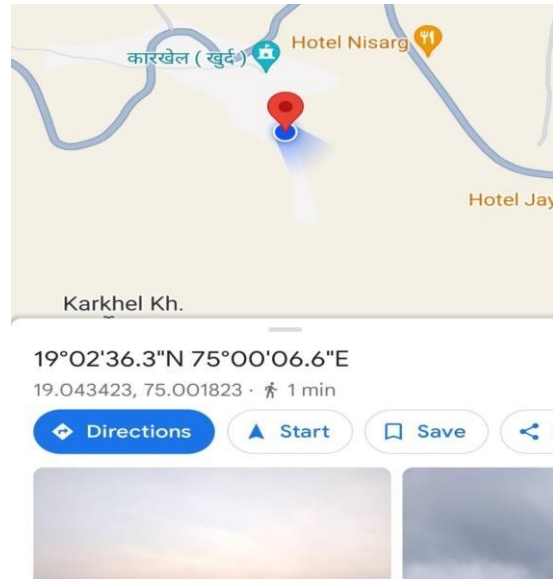 Hotel Nisarg
कारखेल ( खुर्द )
Hotel Jay
Karkhel Kh.
19°02'36.3"N 75°00'06.6"E
19.043423, 75.001823 · 1 min
Directions
Start
Save